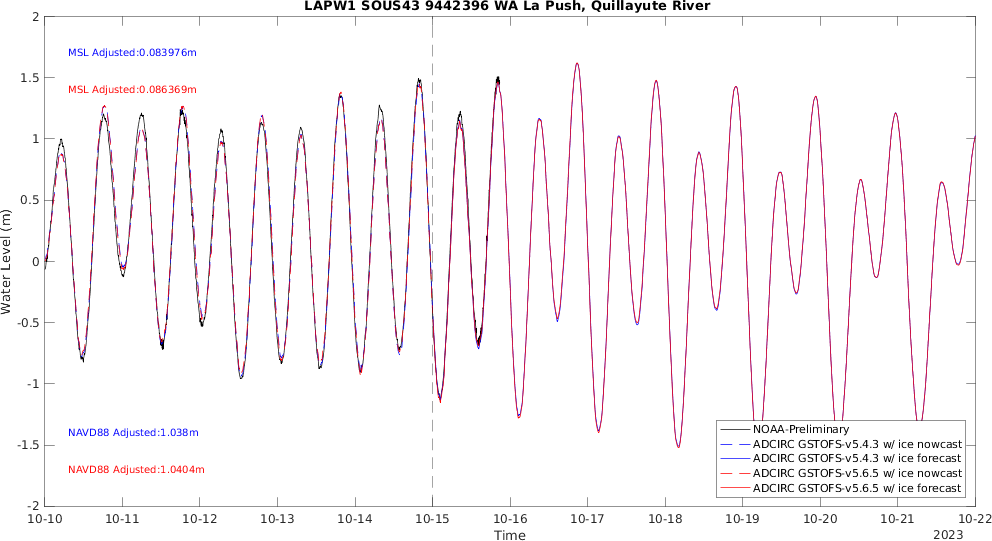 LAPW1 SOUS43 9442396 WA La Push, Quillayute River
2
1.5
1
0.5
0
-0.5
-1
-1.5
-2
Water Level (m)
MSL Adjusted:0.083976m
MSL Adjusted:0.086369m
NAVD88 Adjusted:1.038m
NAVD88 Adjusted:1.0404m
NOAA-Preliminary
ADCIRC GSTOFS-v5.4.3 w/ ice nowcast
ADCIRC GSTOFS-v5.4.3 w/ ice forecast
ADCIRC GSTOFS-v5.6.5 w/ ice nowcast
ADCIRC GSTOFS-v5.6.5 w/ ice forecast
10-10 10-11 10-12 10-13 10-14 10-15 10-16 10-17 10-18 10-19 10-20 10-21 10-22
Time
2023